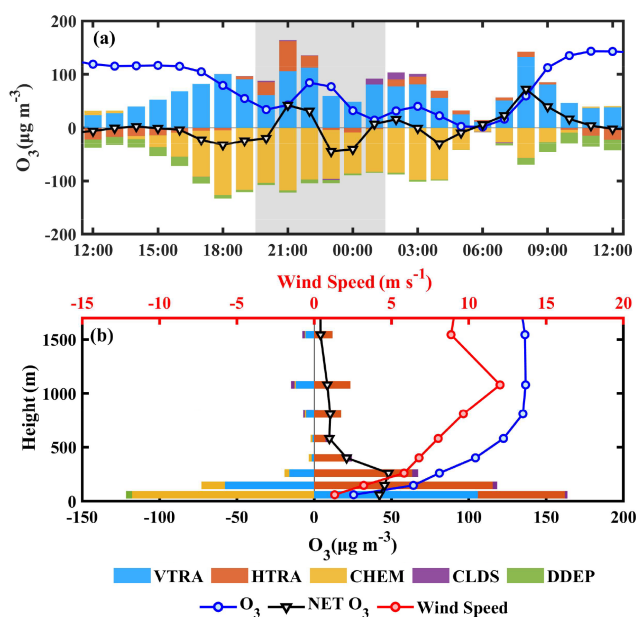 (a)
200
100
0
-100
-200
O3(μg m-3)
12:00 15:00 18:00 21:00 00:00 03:00 06:00 09:00 12:00
Wind Speed (m s-1)
-15 -10 -5 0 5 10 15 20
(b)
1500
1000
500
0
Height (m)
-150 -100 -50 0 50 100 150 200
O3(μg m-3)
VTRA HTRA CHEM CLDS DDEP
O3 NET O3 Wind Speed